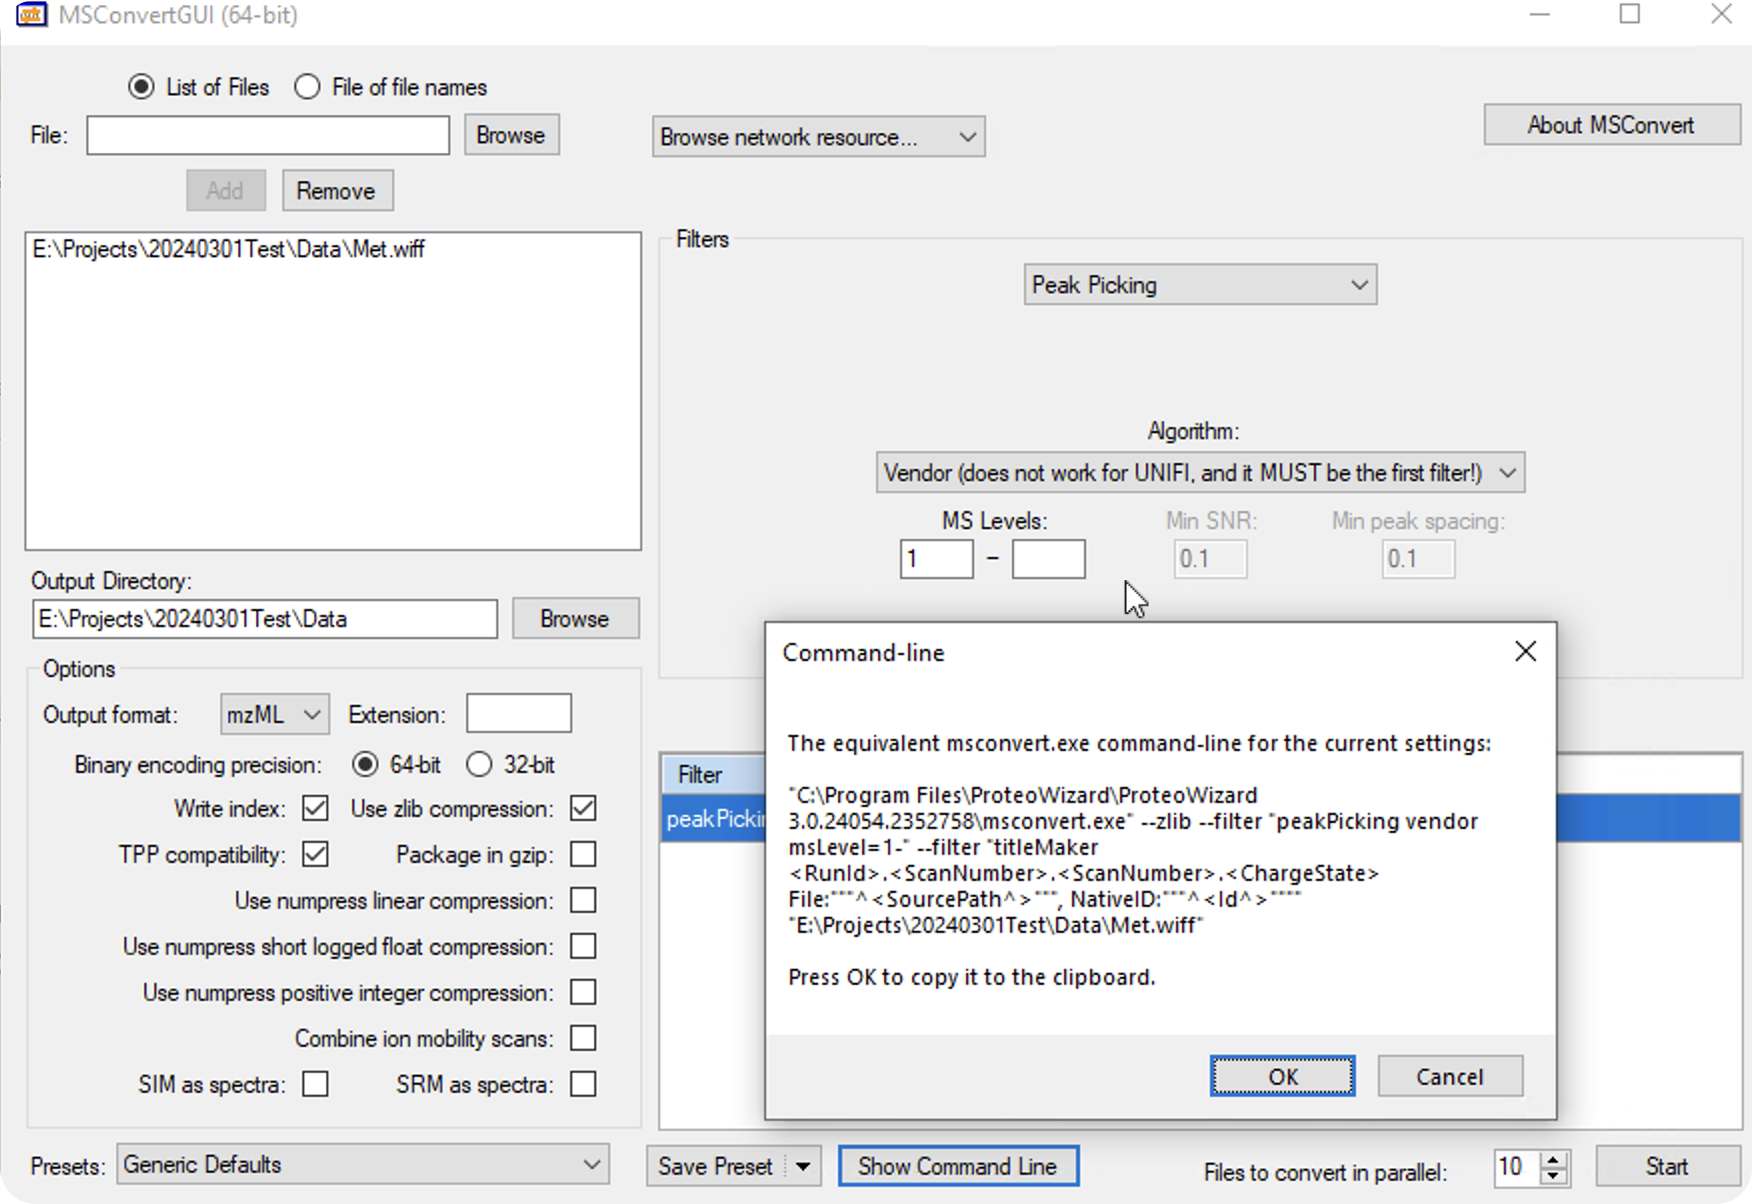 MSConvertGUI (64-bit)
List of Files
File of file names
File:
Browse
Browse network resource...
About MSConvert
Add
Remove
E:\Projects\20240301Test\Data\Met.wiff
Filters
Peak Picking
Algorithm:
Vendor (does not work for UNIFI, and it MUST be the first filter!)
MS Levels:
Min SNR:
Min peak spacing:
1
–
0.1
0.1
Output Directory:
E:\Projects\20240301Test\Data
Browse
Options
Output format:
mzML
Extension:
Binary encoding precision:
64-bit
32-bit
Write index:
Use zlib compression:
TPP compatibility:
Package in gzip:
Use numpress linear compression:
Use numpress short logged float compression:
Use numpress positive integer compression:
Combine ion mobility scans:
SIM as spectra:
SRM as spectra:
Filter
peakPickin
Command-line
The equivalent msconvert.exe command-line for the current settings:
"C:\Program Files\ProteoWizard\ProteoWizard
3.0.24054.2352758\msconvert.exe" --zlib --filter "peakPicking vendor
msLevel=1-" --filter "titleMaker
<RunId>.<ScanNumber>.<ScanNumber>.<ChargeState>
File:"""^<SourcePath^>""", NativeID:"""^<Id^>""""
"E:\Projects\20240301Test\Data\Met.wiff"
Press OK to copy it to the clipboard.
OK
Cancel
Presets:
Generic Defaults
Save Preset
Show Command Line
Files to convert in parallel:
10
Start